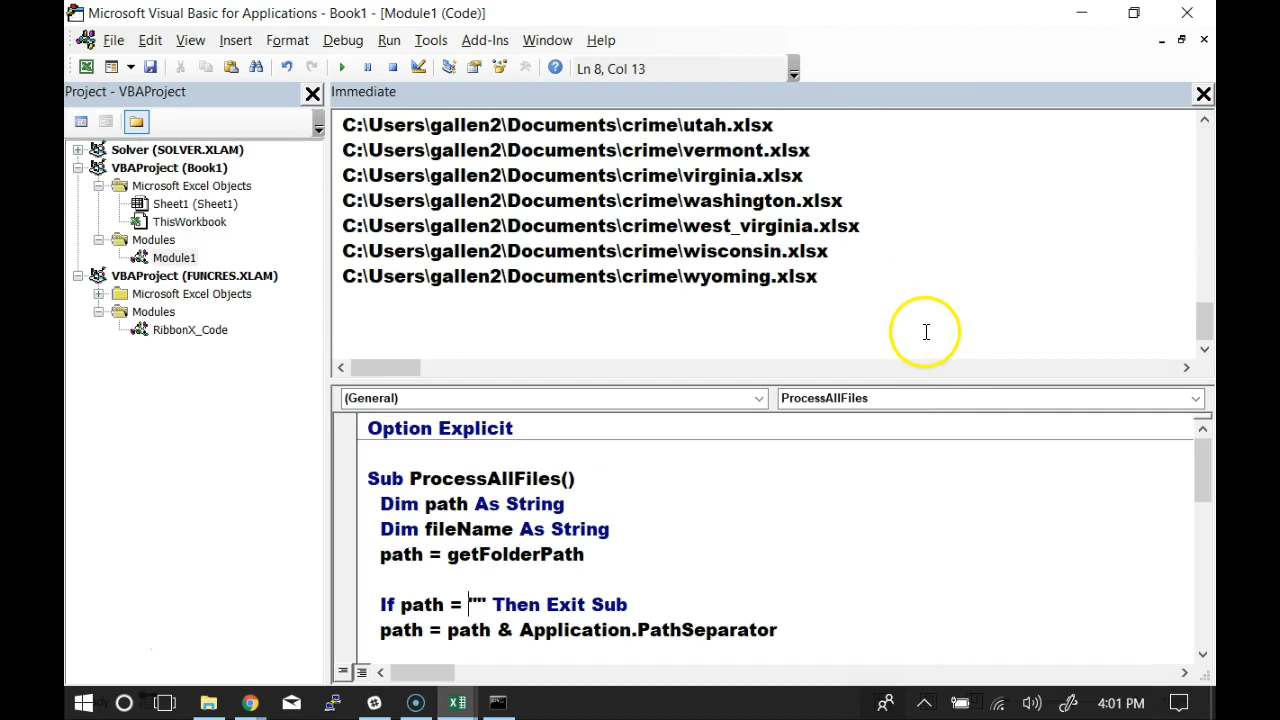 Microsoft Visual Basic for Applications - Book1 - [Module1 (Code)]
File Edit View Insert Format Debug Run Tools Add-Ins Window Help
Ln 8, Col 13
Project - VBAProject
Immediate
Solver (SOLVER.XLAM)
VBAProject (Book1)
Microsoft Excel Objects
Sheet1 (Sheet1)
ThisWorkbook
Modules
Module1
VBAProject (FUNCRES.XLAM)
Microsoft Excel Objects
Modules
RibbonX_Code
C:\Users\gallen2\Documents\crime\utah.xlsx
C:\Users\gallen2\Documents\crime\vermont.xlsx
C:\Users\gallen2\Documents\crime\virginia.xlsx
C:\Users\gallen2\Documents\crime\washington.xlsx
C:\Users\gallen2\Documents\crime\west_virginia.xlsx
C:\Users\gallen2\Documents\crime\wisconsin.xlsx
C:\Users\gallen2\Documents\crime\wyoming.xlsx
(General)
ProcessAllFiles
Option Explicit
Sub ProcessAllFiles()
Dim path As String
Dim fileName As String
path = getFolderPath
If path = "" Then Exit Sub
path = path & Application.PathSeparator
4:01 PM